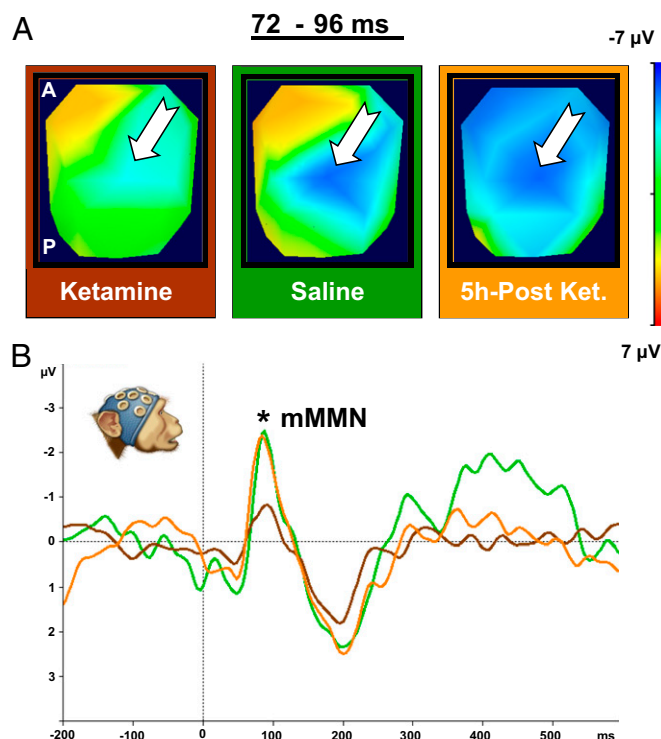 A
72 - 96 ms
-7 µV
A
P
Ketamine
Saline
5h-Post Ket.
7 µV
B
µV
-3
* mMMN
-2
-1
0
1
2
3
-200
-100
0
100
200
300
400
500
ms